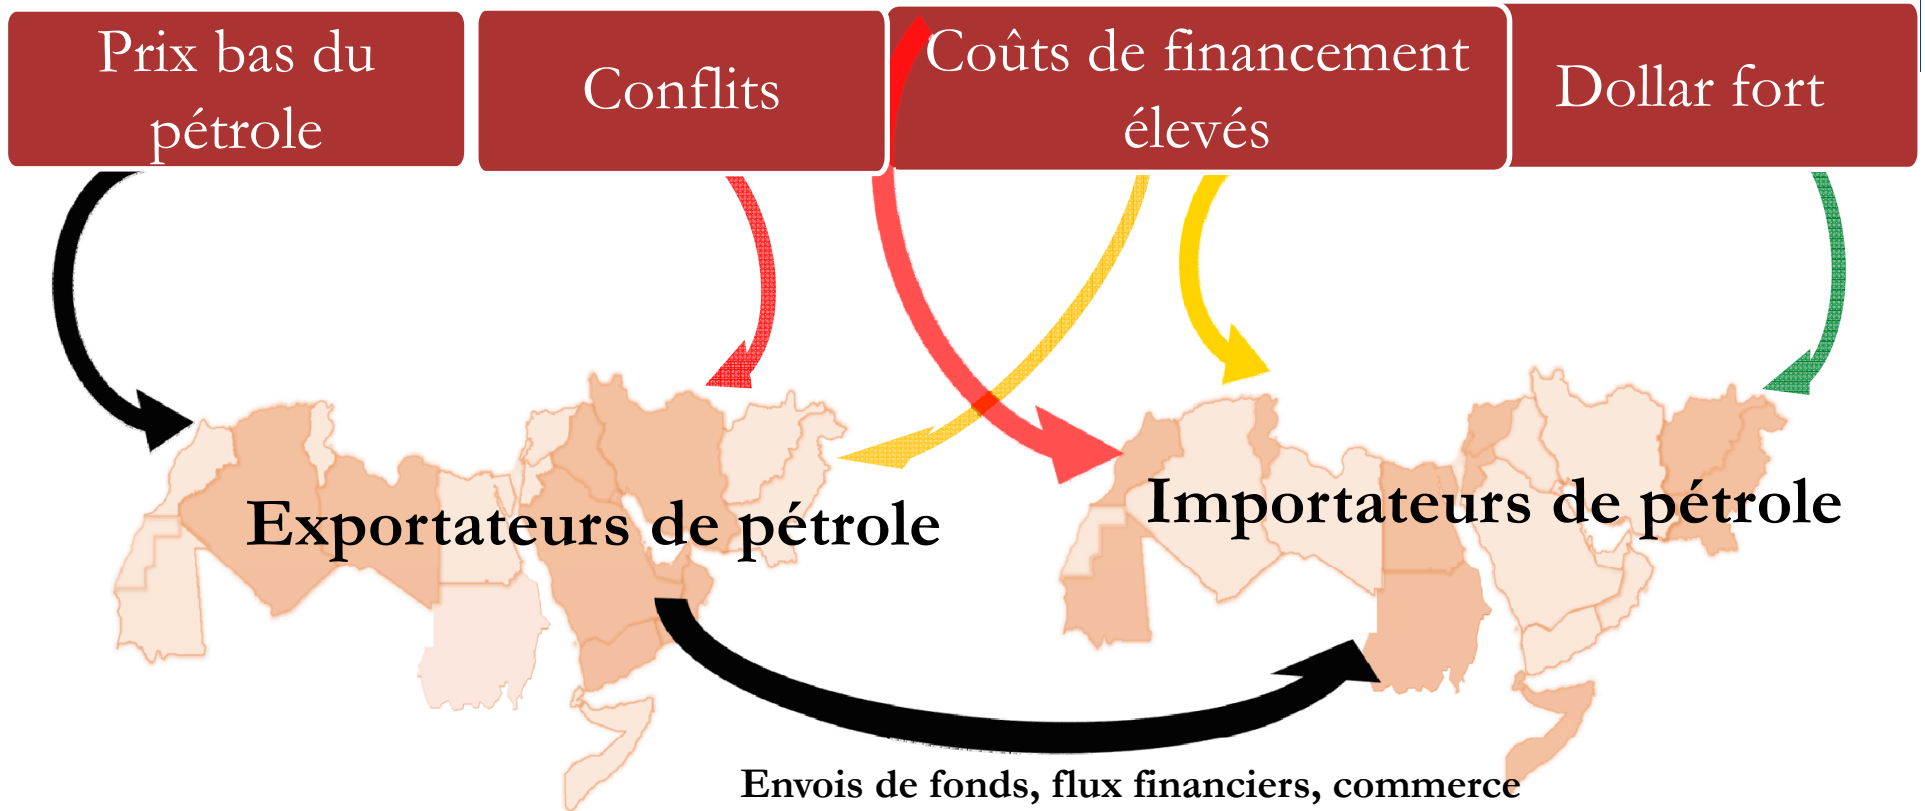 Prix bas du
pétrole
Conflits
Coûts de financement
élevés
Dollar fort
Exportateurs de pétrole
Importateurs de pétrole
Envois de fonds, flux financiers, commerce